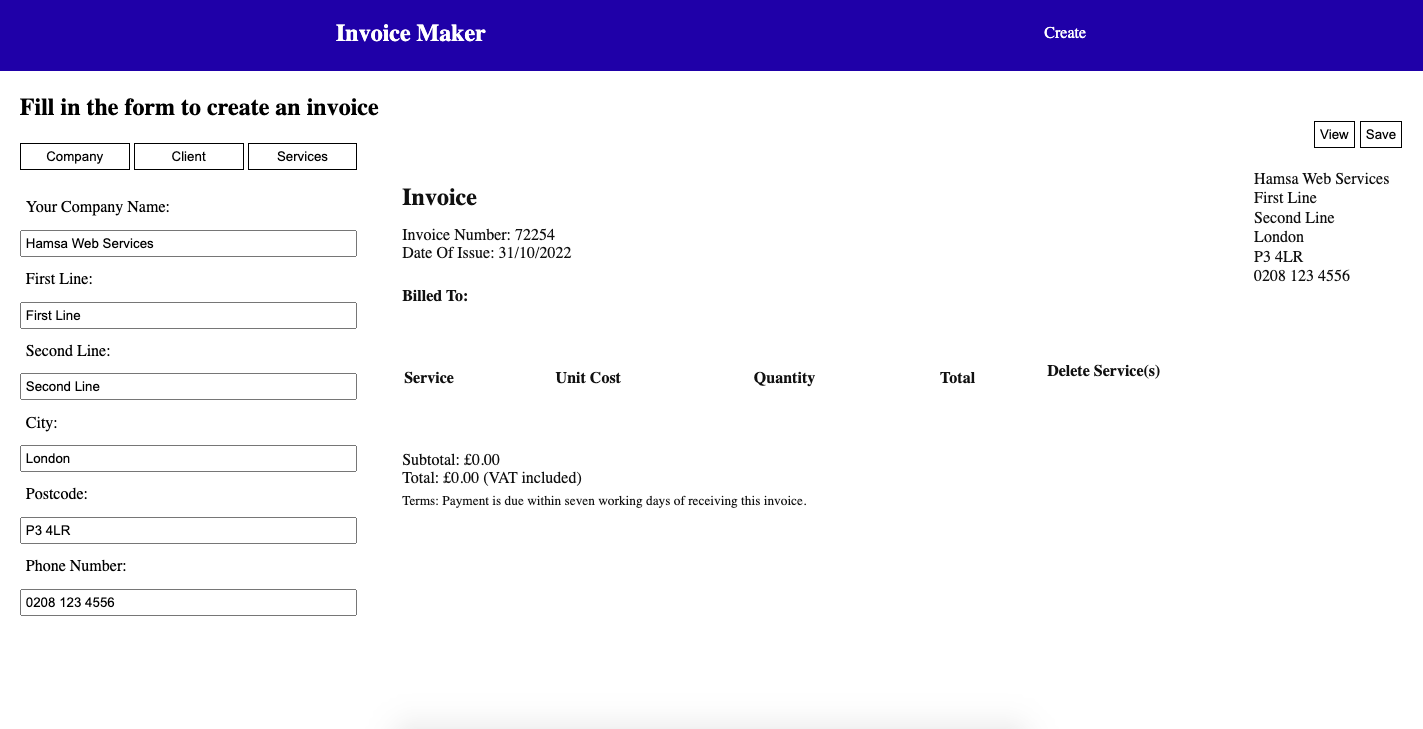 Invoice Maker
Create
Fill in the form to create an invoice
View Save
Company Client Services
Your Company Name:
Hamsa Web Services
First Line:
First Line
Second Line:
Second Line
City:
London
Postcode:
P3 4LR
Phone Number:
0208 123 4556
Invoice
Invoice Number: 72254
Date Of Issue: 31/10/2022
Billed To:
Hamsa Web Services
First Line
Second Line
London
P3 4LR
0208 123 4556
Service Unit Cost Quantity Total Delete Service(s)
Subtotal: £0.00
Total: £0.00 (VAT included)
Terms: Payment is due within seven working days of receiving this invoice.